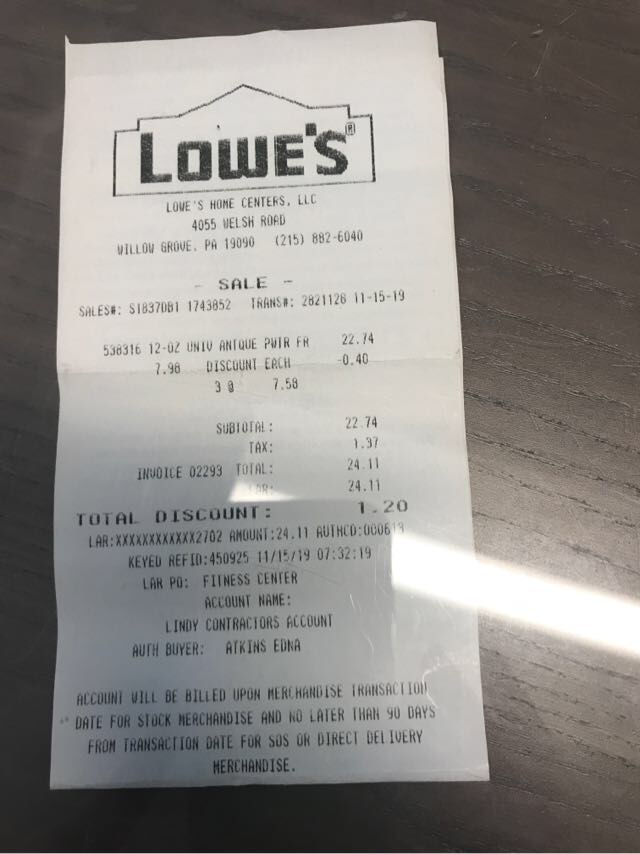 LOWE'S®
LOWE'S HOME CENTERS, LLC
4055 WELSH ROAD
WILLOW GROVE, PA 19090 (215) 882-6040
- SALE -
SALES#: S1837DB1 1743852 TRANS#: 2821126 11-15-19
538316 12-OZ UNIV ANTQUE PWTR FR 22.74
7.98 DISCOUNT EACH -0.40
3 @ 7.58
SUBTOTAL: 22.74
TAX: 1.37
INVOICE 02293 TOTAL: 24.11
LAR: 24.11
TOTAL DISCOUNT: 1.20
LAR:XXXXXXXXXXXX2702 AMOUNT:24.11 AUTHCD:000613
KEYED REFID:450925 11/15/19 07:32:19
LAR PO: FITNESS CENTER
ACCOUNT NAME:
LINDY CONTRACTORS ACCOUNT
AUTH BUYER: ATKINS EDNA
ACCOUNT WILL BE BILLED UPON MERCHANDISE TRANSACTION
** DATE FOR STOCK MERCHANDISE AND NO LATER THAN 90 DAYS
FROM TRANSACTION DATE FOR SOS OR DIRECT DELIVERY
MERCHANDISE.